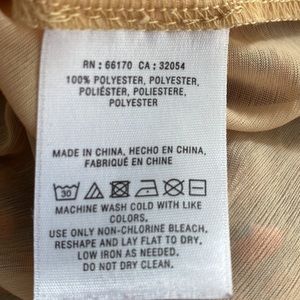 RN : 66170 CA : 32054
100% POLYESTER, POLYESTER,
POLIÉSTER, POLIESTERE,
POLYESTER
MADE IN CHINA, HECHO EN CHINA,
FABRIQUÉ EN CHINE
30
MACHINE WASH COLD WITH LIKE
COLORS.
USE ONLY NON-CHLORINE BLEACH.
RESHAPE AND LAY FLAT TO DRY.
LOW IRON AS NEEDED.
DO NOT DRY CLEAN.